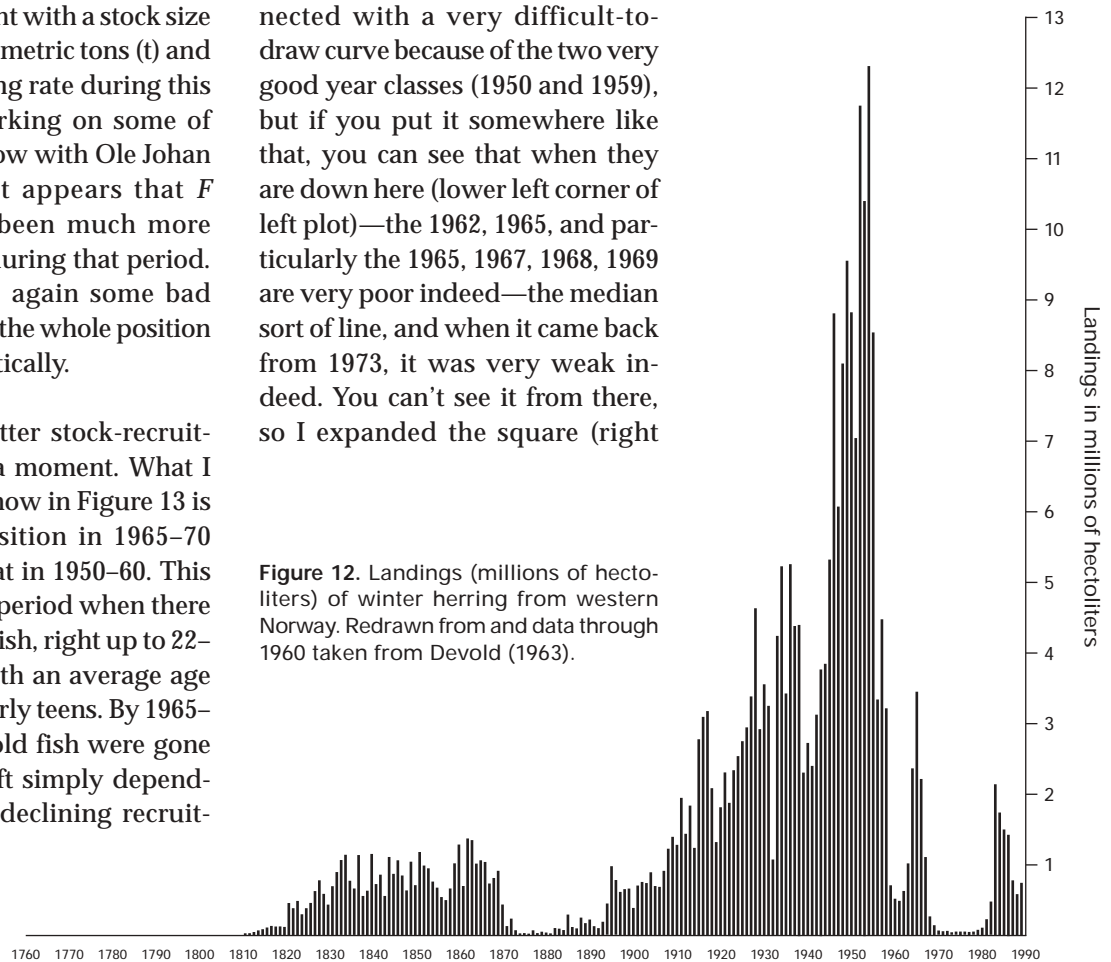 nt with a stock size
metric tons (t) and
ng rate during this
rking on some of
ow with Ole Johan
t appears that F
been much more
luring that period.
again some bad
the whole position
tically.
tter stock-recruit-
a moment. What I
now in Figure 13 is
sition in 1965–70
at in 1950–60. This
period when there
ish, right up to 22–
th an average age
rly teens. By 1965–
old fish were gone
ft simply depend-
declining recruit-
nected with a very difficult-to-
draw curve because of the two very
good year classes (1950 and 1959),
but if you put it somewhere like
that, you can see that when they
are down here (lower left corner of
left plot)—the 1962, 1965, and par-
ticularly the 1965, 1967, 1968, 1969
are very poor indeed—the median
sort of line, and when it came back
from 1973, it was very weak in-
deed. You can't see it from there,
so I expanded the square (right
Figure 12. Landings (millions of hecto-
liters) of winter herring from western
Norway. Redrawn from and data through
1960 taken from Devold (1963).
13
12
11
10
9
8
7
6
5
4
3
2
1
Landings in millions of hectoliters
1760 1770 1780 1790 1800 1810 1820 1830 1840 1850 1860 1870 1880 1890 1900 1910 1920 1930 1940 1950 1960 1970 1980 1990